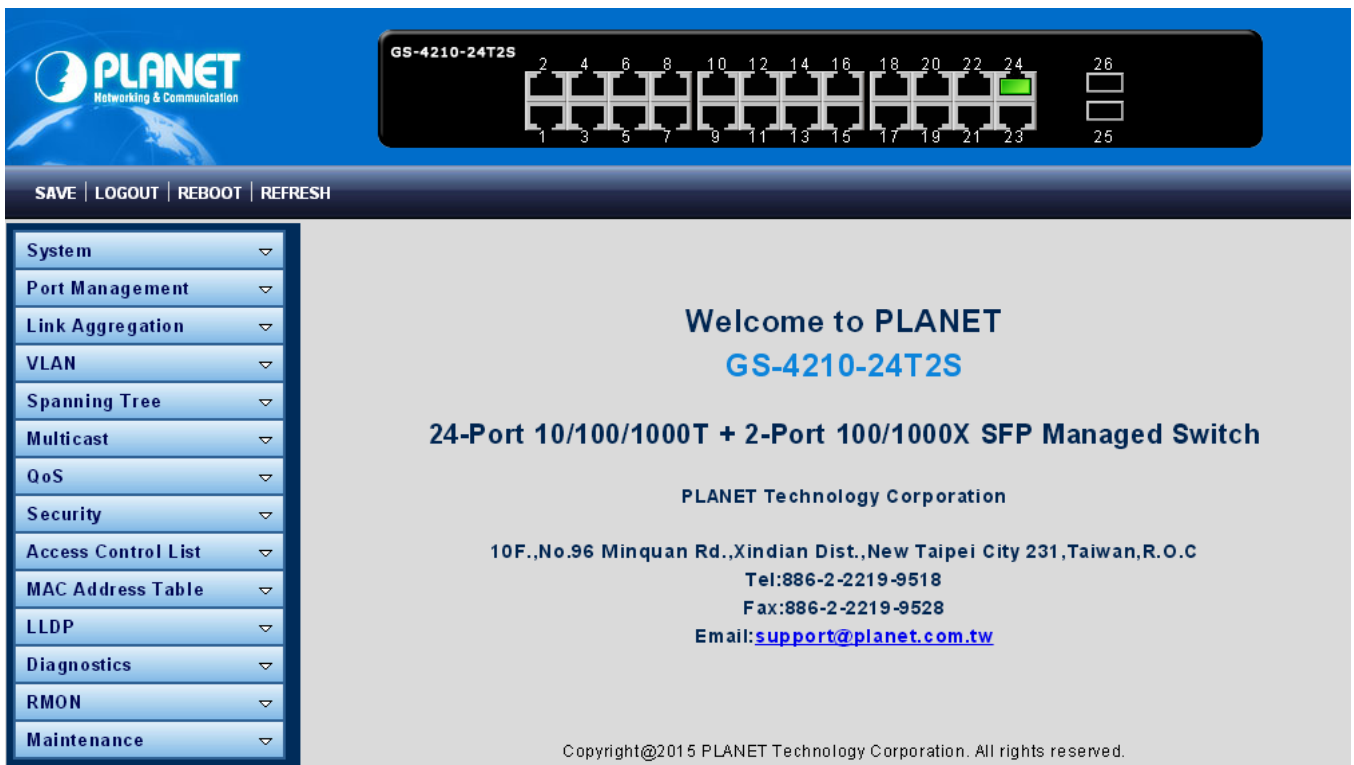 PLANET
Networking & Communication
GS-4210-24T2S
2 4 6 8 10 12 14 16 18 20 22 24 26
1 3 5 7 9 11 13 15 17 19 21 23 25
SAVE | LOGOUT | REBOOT | REFRESH
System
Port Management
Link Aggregation
VLAN
Spanning Tree
Multicast
QoS
Security
Access Control List
MAC Address Table
LLDP
Diagnostics
RMON
Maintenance
Welcome to PLANET
GS-4210-24T2S
24-Port 10/100/1000T + 2-Port 100/1000X SFP Managed Switch
PLANET Technology Corporation
10F.,No.96 Minquan Rd.,Xindian Dist.,New Taipei City 231,Taiwan,R.O.C
Tel:886-2-2219-9518
Fax:886-2-2219-9528
Email:support@planet.com.tw
Copyright@2015 PLANET Technology Corporation. All rights reserved.